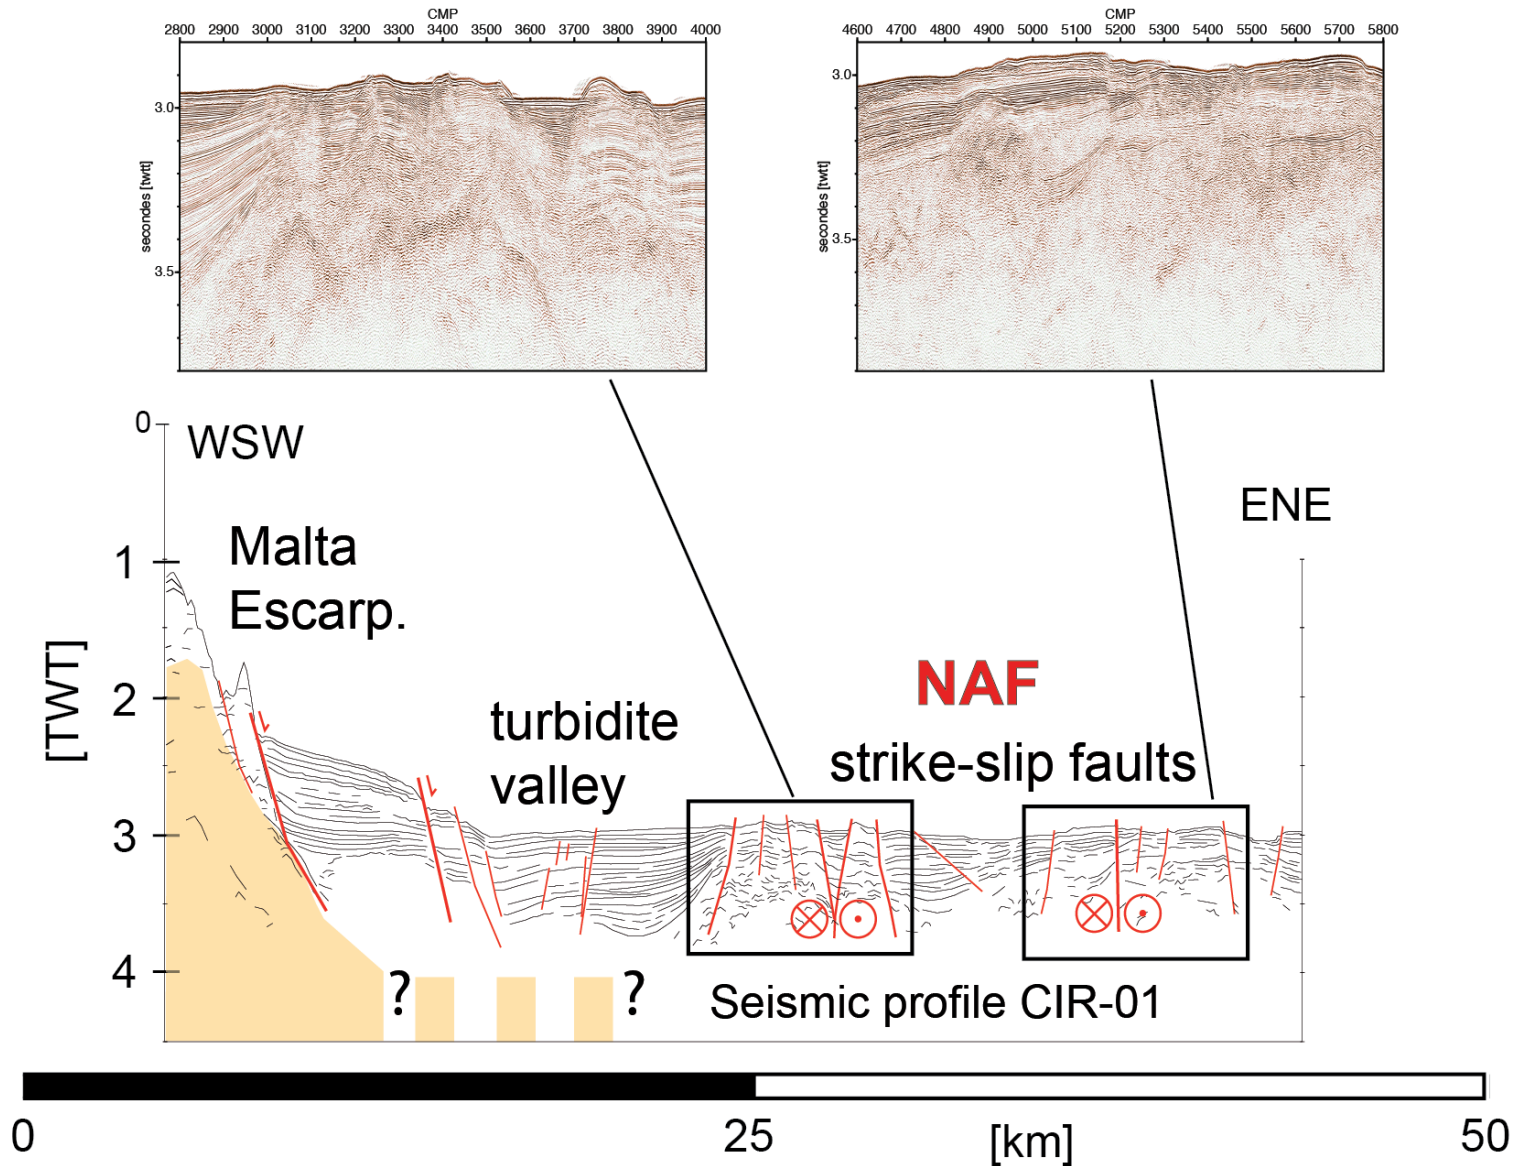 CMP
2800 2900 3000 3100 3200 3300 3400 3500 3600 3700 3800 3900 4000
3.0
3.5
secondes [twtt]
CMP
4600 4700 4800 4900 5000 5100 5200 5300 5400 5500 5600 5700 5800
3.0
3.5
secondes [twtt]
0
WSW
ENE
Malta
Escarp.
1
2
3
4
[TWT]
turbidite
valley
NAF
strike-slip faults
? ?
Seismic profile CIR-01
0 25 [km] 50